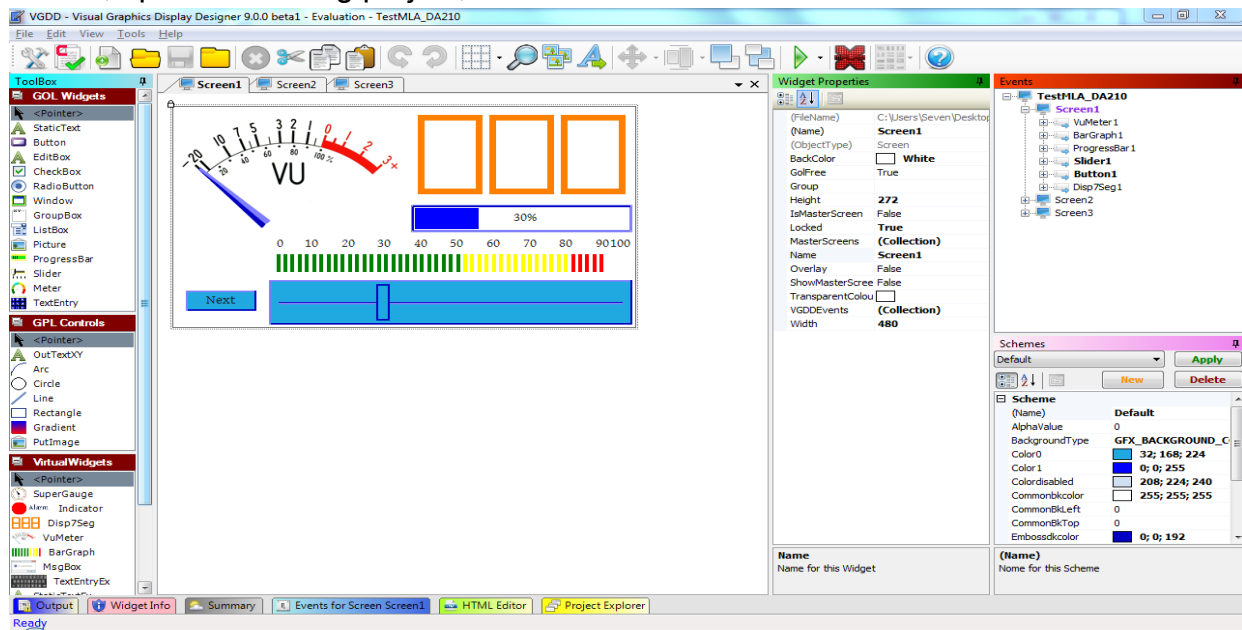 VGDD - Visual Graphics Display Designer 9.0.0 beta1 - Evaluation - TestMLA_DA210
File Edit View Tools Help
ToolBox
GOL Widgets
<Pointer>
StaticText
Button
EditBox
CheckBox
RadioButton
Window
GroupBox
ListBox
Picture
ProgressBar
Slider
Meter
TextEntry
GPL Controls
<Pointer>
OutTextXY
Arc
Circle
Line
Rectangle
Gradient
PutImage
VirtualWidgets
<Pointer>
SuperGauge
Alarm Indicator
Disp7Seg
VuMeter
BarGraph
MsgBox
TextEntryEx
Screen1 Screen2 Screen3
-20 10 7 5 3 2 1 0 1 2 3+
20 40 60 80 100 %
VU
30%
0 10 20 30 40 50 60 70 80 90 100
Next
Widget Properties
(FileName) C:\Users\Seven\Desktop
(Name) Screen1
(ObjectType) Screen
BackColor White
GolFree True
Group
Height 272
IsMasterScreen False
Locked True
MasterScreens (Collection)
Name Screen1
Overlay False
ShowMasterScree False
TransparentColou
VGDDEvents (Collection)
Width 480
Name
Name for this Widget
Events
TestMLA_DA210
Screen1
VuMeter1
BarGraph1
ProgressBar1
Slider1
Button1
Disp7Seg1
Screen2
Screen3
Schemes
Default Apply
New Delete
Scheme
(Name) Default
AlphaValue 0
BackgroundType GFX_BACKGROUND_C
Color0 32; 168; 224
Color1 0; 0; 255
Colordisabled 208; 224; 240
Commonbkcolor 255; 255; 255
CommonBkLeft 0
CommonBkTop 0
Embossdkcolor 0; 0; 192
(Name)
Nome for this Scheme
Output Widget Info Summary Events for Screen Screen1 HTML Editor Project Explorer
Ready